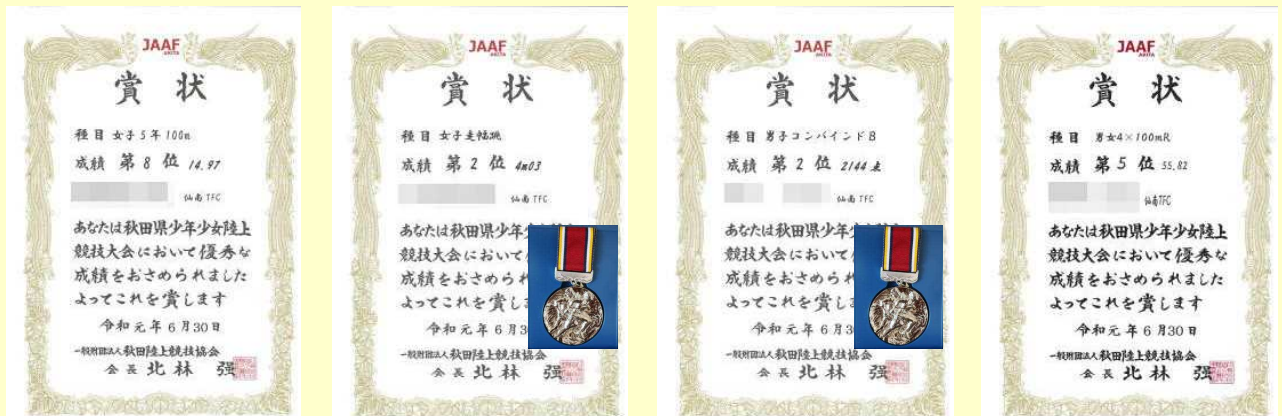 JAAF
AKITA
賞状
種目 女子5年100m
成績 第8位 14.97
仙南TFC
あなたは秋田県少年少女陸上
競技大会において優秀な
成績をおさめられました
よってこれを賞します
令和元年6月30日
一般財団法人秋田陸上競技協会
会長 北林 强
JAAF
AKITA
賞状
種目 女子走幅跳
成績 第2位 4m03
仙南TFC
あなたは秋田県少年少
競技大会において
成績をおさめられ
よってこれを賞しま
令和元年6月3
一般財団法人秋田陸上競技協会
会長 北林 强
JAAF
AKITA
賞状
種目 男子コンバインドB
成績 第2位 2144点
仙南TFC
あなたは秋田県少年少
競技大会において
成績をおさめられ
よってこれを賞しま
令和元年6月3
一般財団法人秋田陸上競技協会
会長 北林 强
JAAF
AKITA
賞状
種目 男女4×100mR
成績 第5位 55.82
仙南TFC
あなたは秋田県少年少女陸上
競技大会において優秀な
成績をおさめられました
よってこれを賞します
令和元年6月30日
一般財団法人秋田陸上競技協会
会長 北林 强